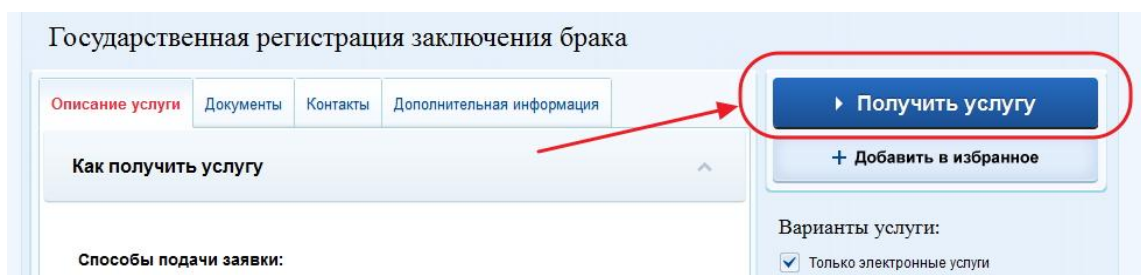 Государственная регистрация заключения брака
Описание услуги Документы Контакты Дополнительная информация
Получить услугу
Как получить услугу
+ Добавить в избранное
Варианты услуги:
Способы подачи заявки:
Только электронные услуги